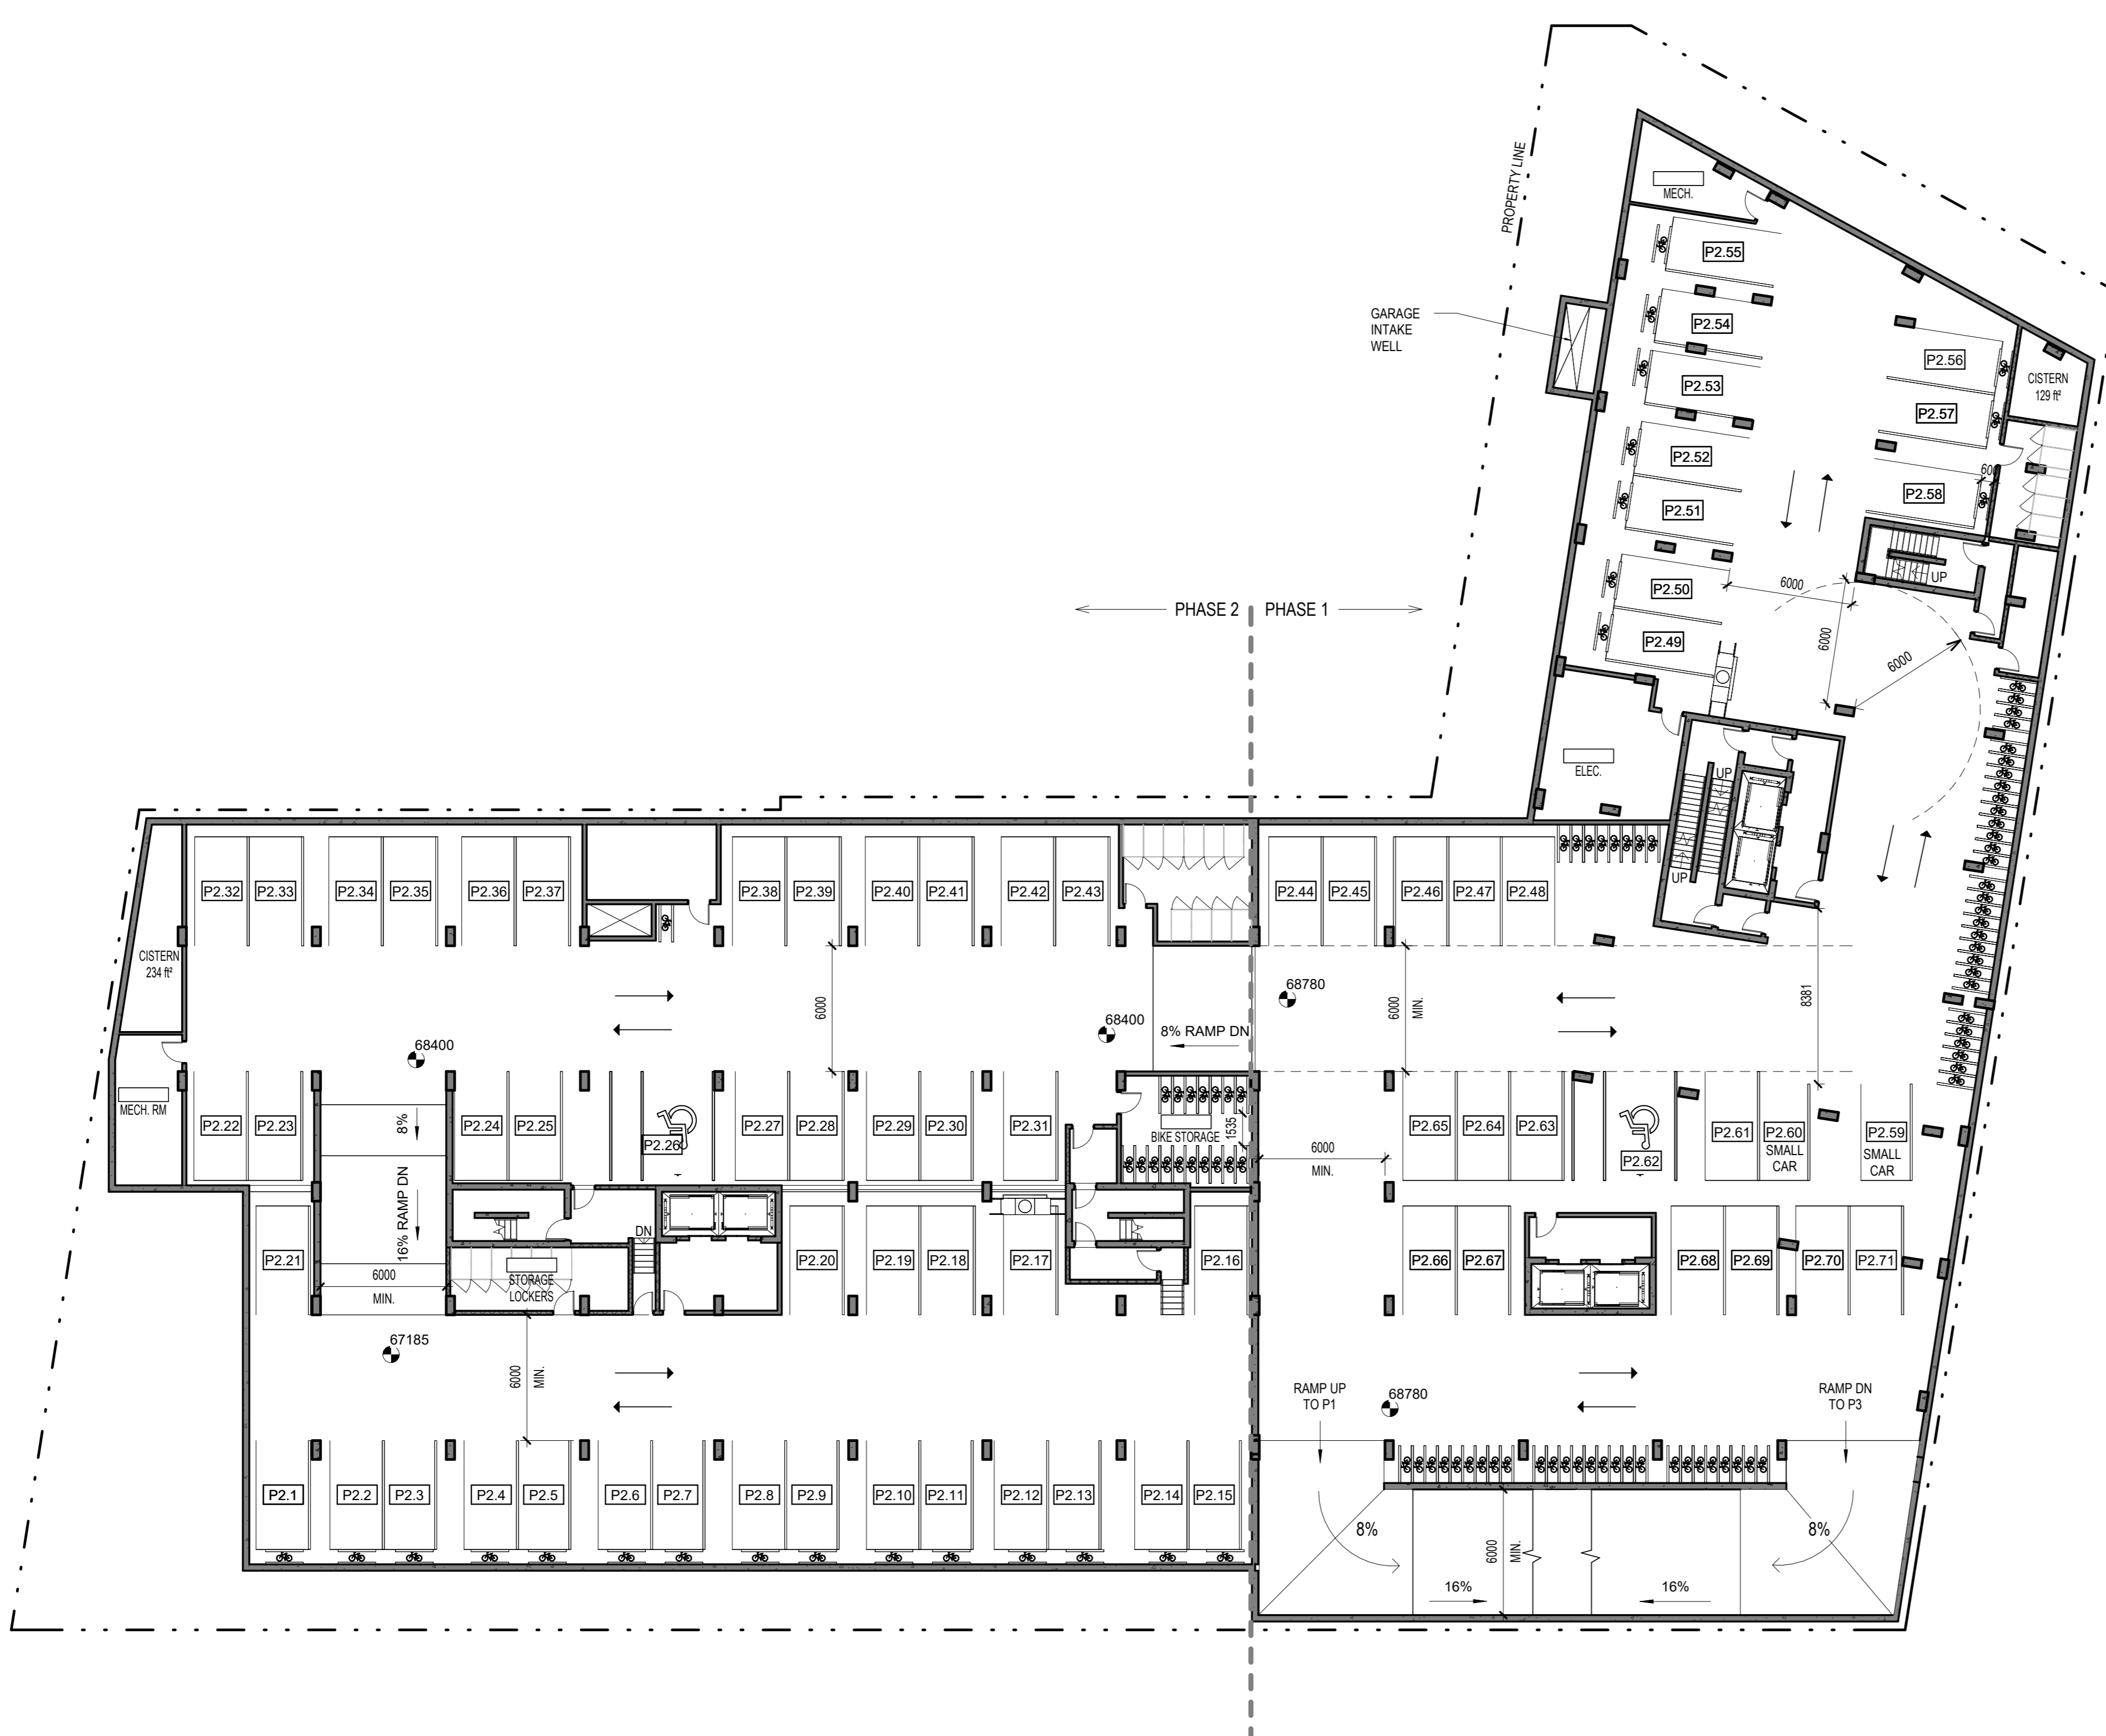 PROPERTY LINE
MECH.
P2.55
GARAGE
INTAKE
WELL
P2.54
P2.56
P2.53
CISTERN
129 ft²
P2.57
P2.52
P2.58
P2.51
UP
6000
P2.50
PHASE 2
PHASE 1
P2.49
6000
6000
ELEC.
UP
UP
P2.32
P2.33
P2.34
P2.35
P2.36
P2.37
P2.38
P2.39
P2.40
P2.41
P2.42
P2.43
P2.44
P2.45
P2.46
P2.47
P2.48
CISTERN
234 ft²
68780
6000
6000
MIN.
8381
68400
68400
8% RAMP DN
MECH. RM
P2.22
P2.23
8%
16% RAMP DN
P2.24
P2.25
P2.26
P2.27
P2.28
P2.29
P2.30
P2.31
BIKE STORAGE
1535
P2.65
P2.64
P2.63
P2.62
P2.61
P2.60
SMALL
CAR
P2.59
SMALL
CAR
6000
MIN.
DN
P2.21
6000
MIN.
STORAGE
LOCKERS
P2.20
P2.19
P2.18
P2.17
P2.16
P2.66
P2.67
P2.68
P2.69
P2.70
P2.71
67185
6000
MIN.
RAMP UP
TO P1
68780
RAMP DN
TO P3
P2.1
P2.2
P2.3
P2.4
P2.5
P2.6
P2.7
P2.8
P2.9
P2.10
P2.11
P2.12
P2.13
P2.14
P2.15
8%
8%
6000
MIN.
16%
16%